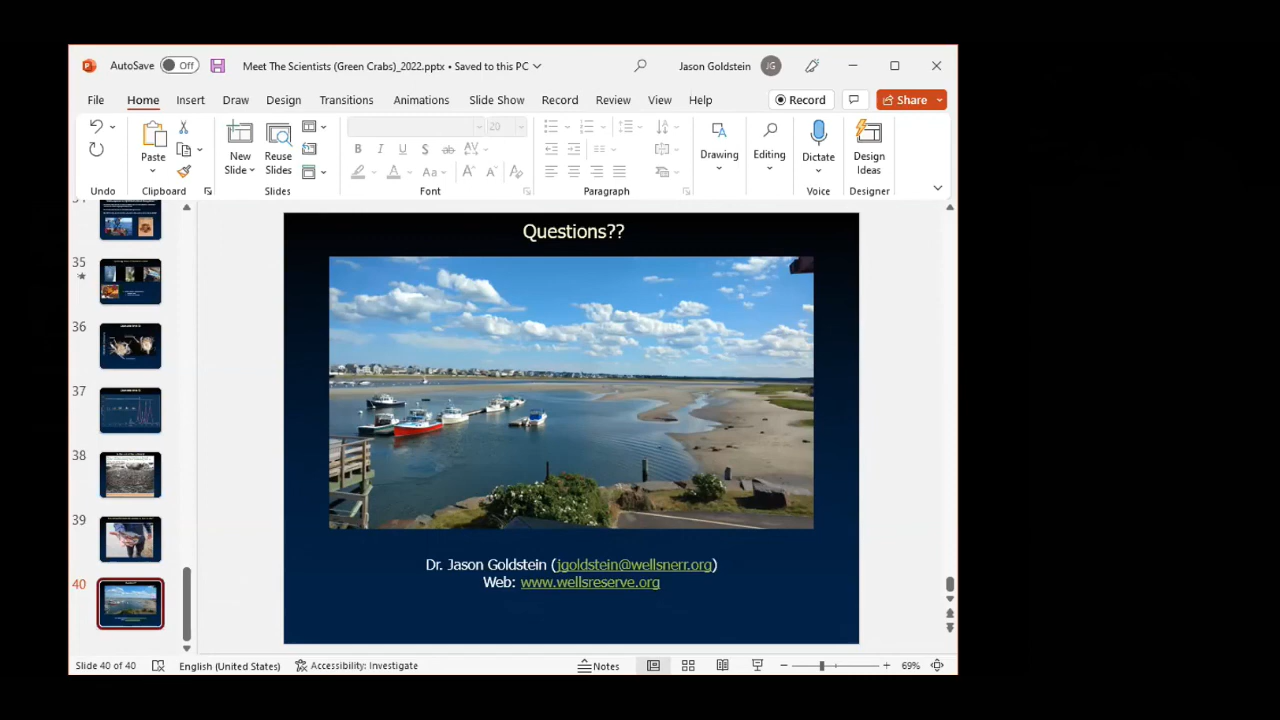 AutoSave Off Meet The Scientists (Green Crabs)_2022.pptx • Saved to this PC Jason Goldstein JG
File Home Insert Draw Design Transitions Animations Slide Show Record Review View Help Record Share
Paste New Slide Reuse Slides 20 Drawing Editing Dictate Design Ideas
Undo Clipboard Slides Font Paragraph Voice Designer
35
36
37
38
39
40
Questions??
Dr. Jason Goldstein (jgoldstein@wellsnerr.org)
Web: www.wellsreserve.org
Slide 40 of 40 English (United States) Accessibility: Investigate Notes 69%